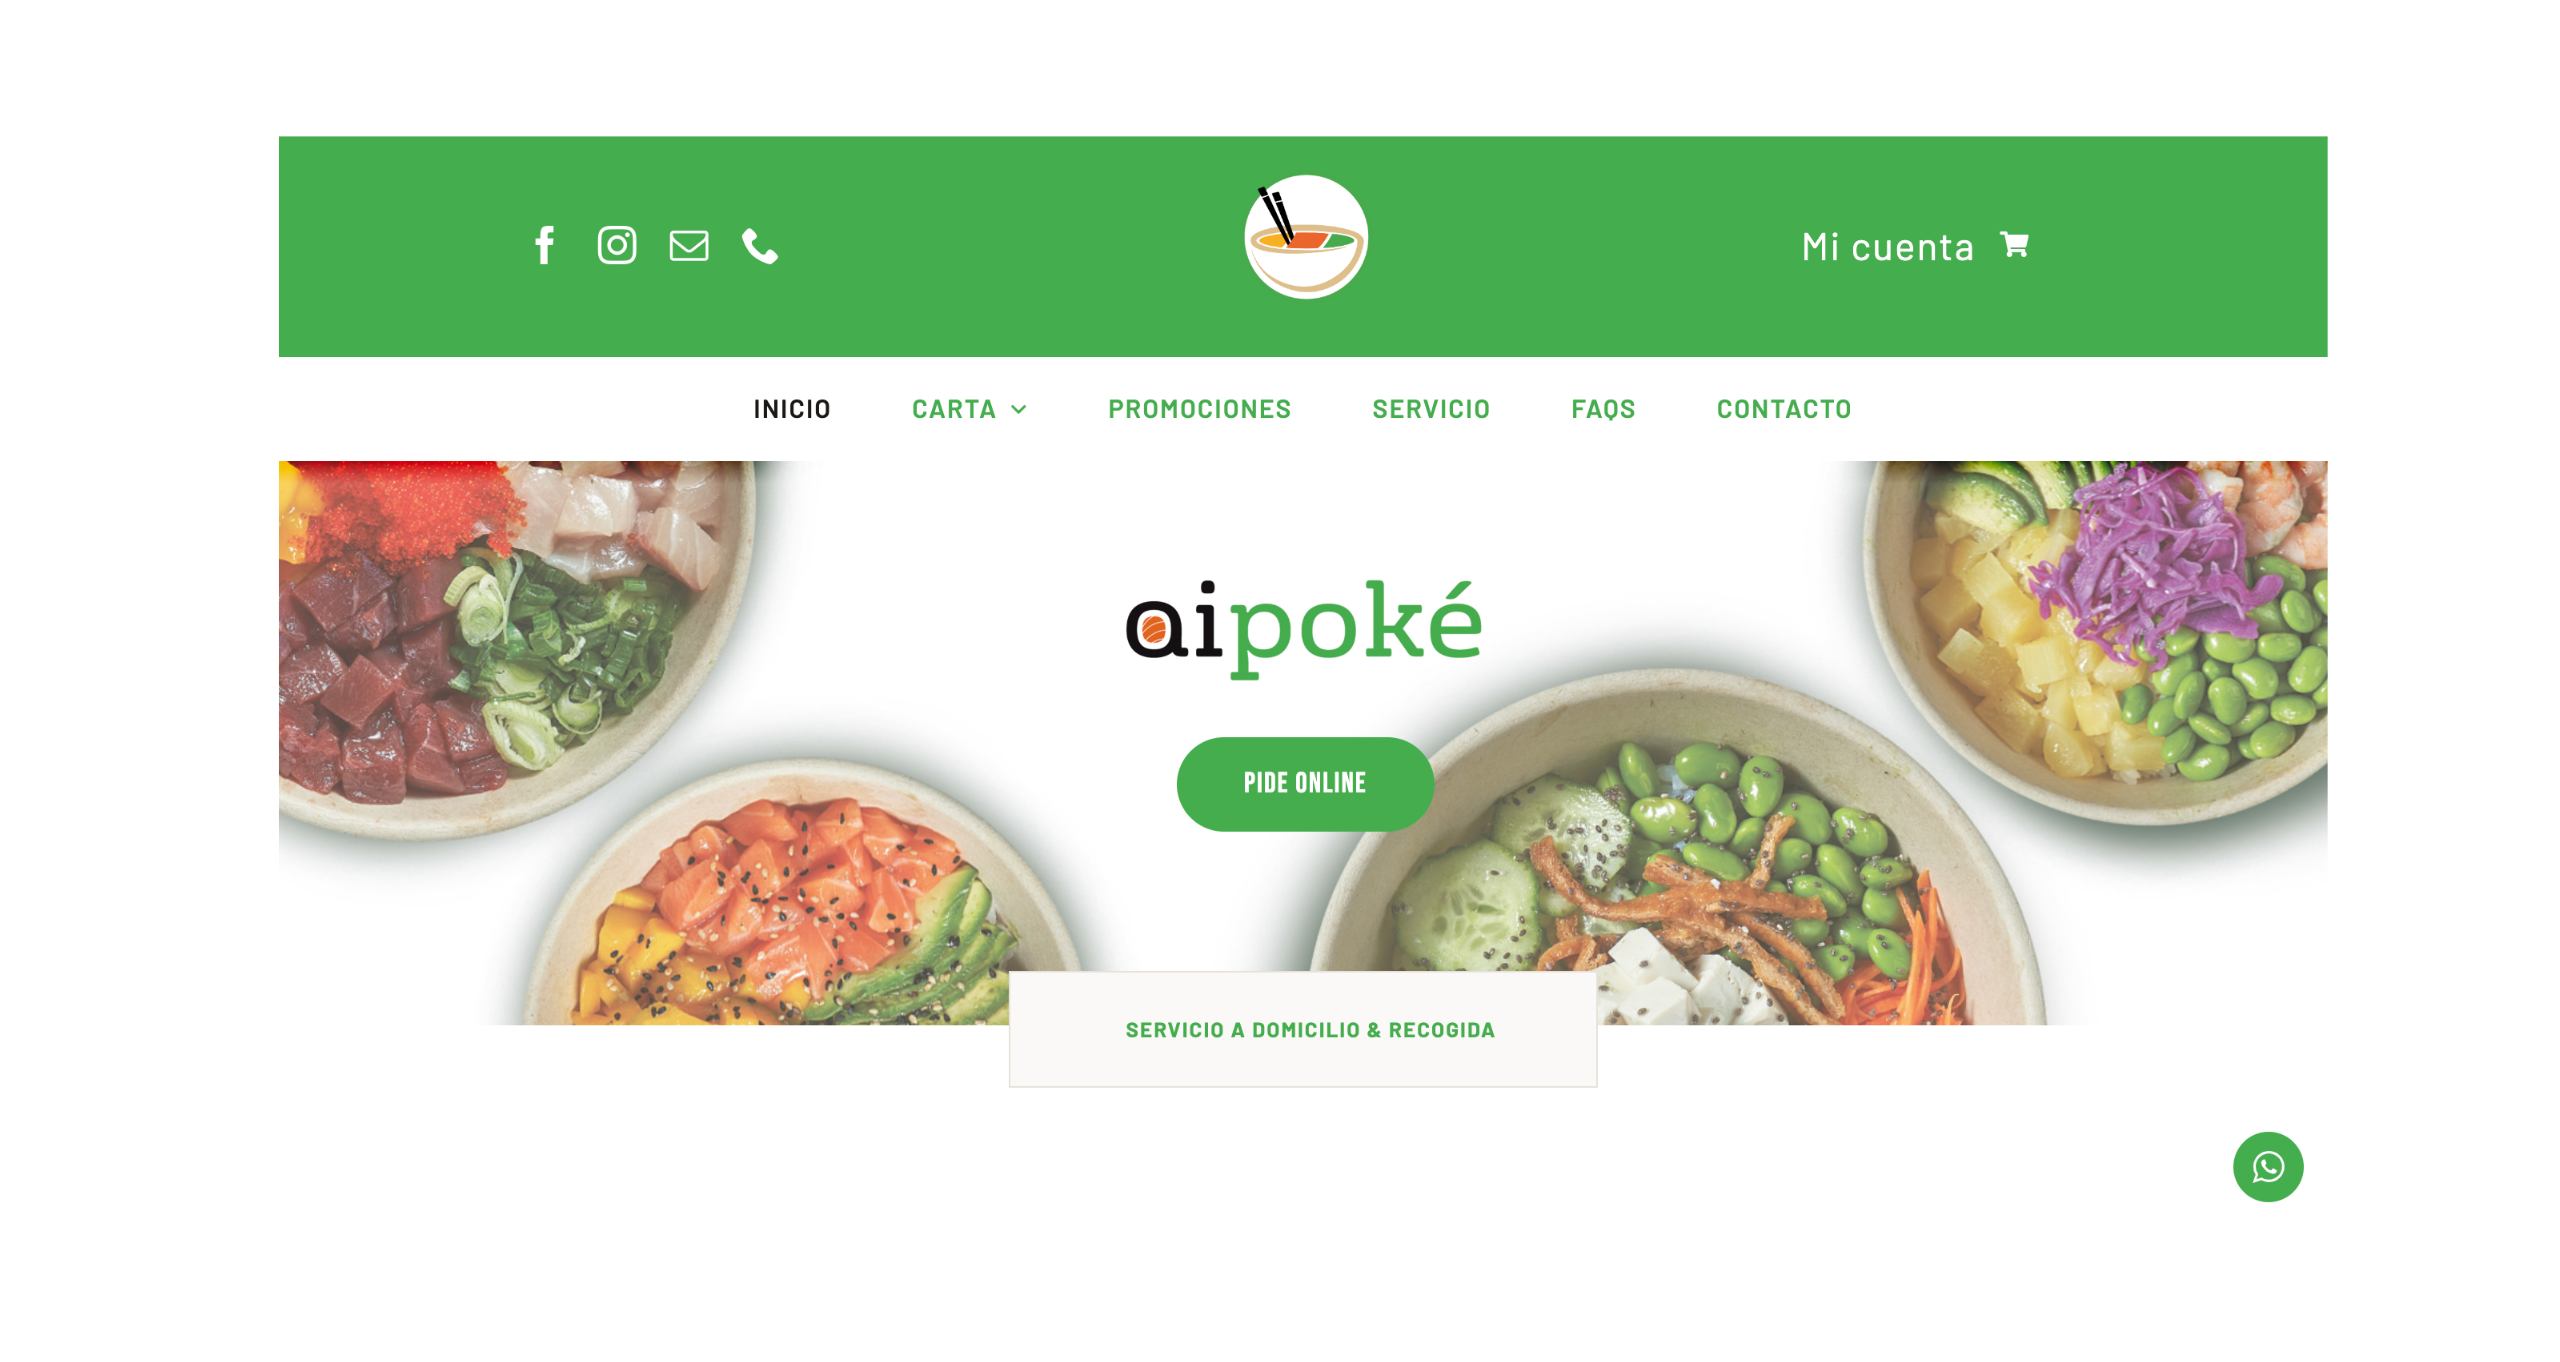 Mi cuenta
INICIO CARTA PROMOCIONES SERVICIO FAQS CONTACTO
aipoké
PIDE ONLINE
SERVICIO A DOMICILIO & RECOGIDA